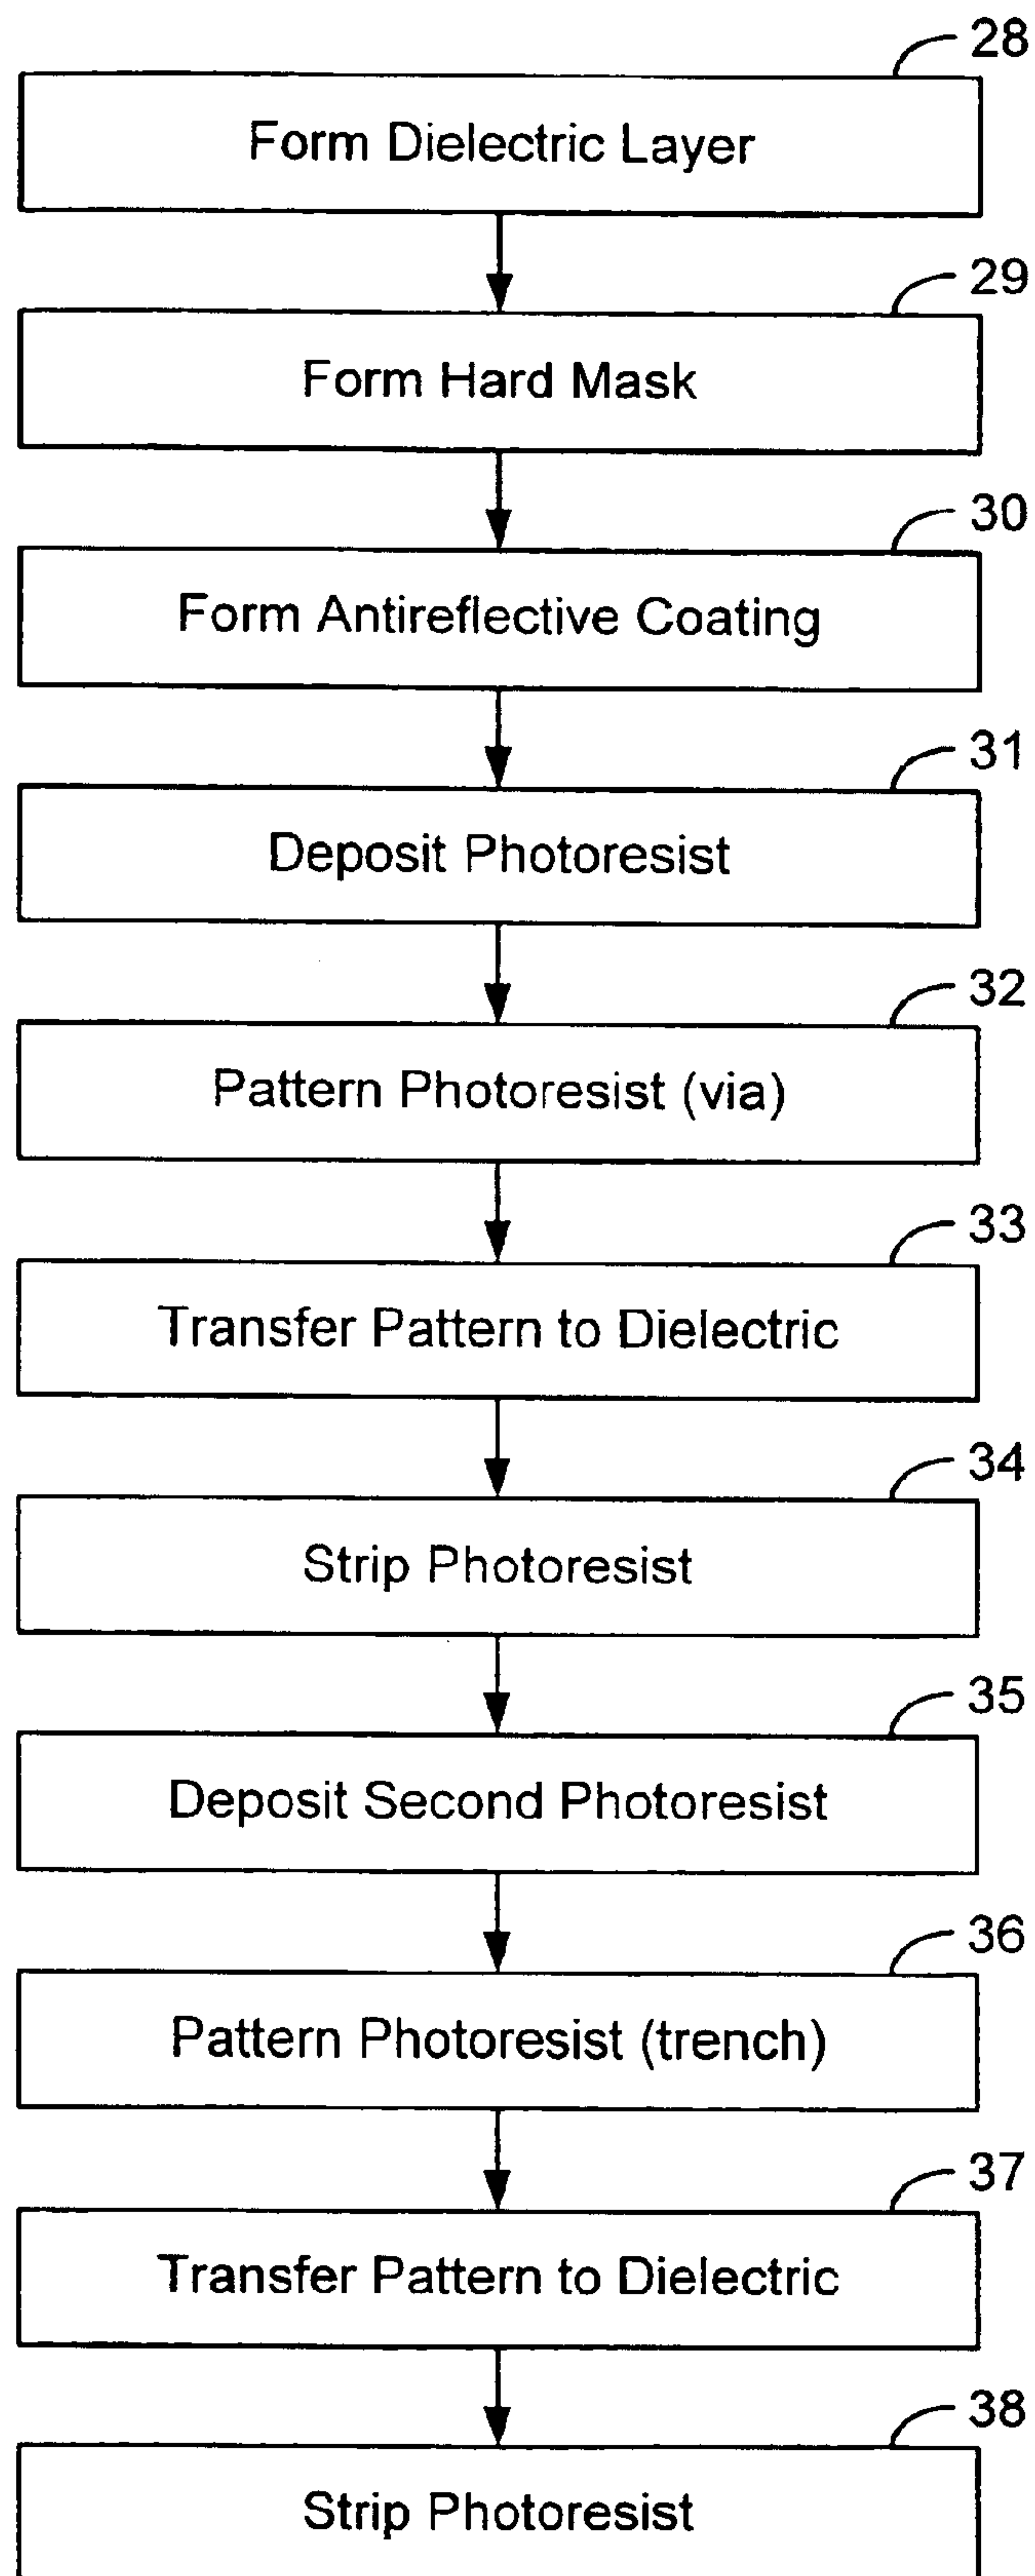 28
Form Dielectric Layer
29
Form Hard Mask
30
Form Antireflective Coating
31
Deposit Photoresist
32
Pattern Photoresist (via)
33
Transfer Pattern to Dielectric
34
Strip Photoresist
35
Deposit Second Photoresist
36
Pattern Photoresist (trench)
37
Transfer Pattern to Dielectric
38
Strip Photoresist